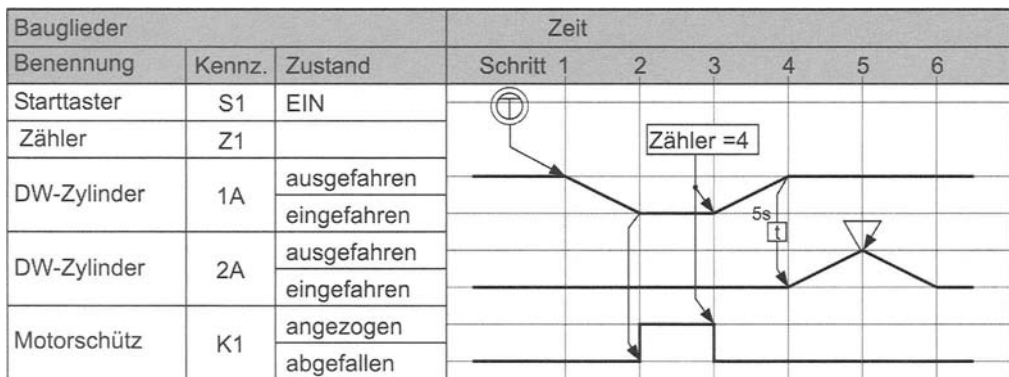 Bauglieder Zeit
Benennung Kennz. Zustand Schritt 1 2 3 4 5 6
Starttaster S1 EIN T
Zähler Z1 Zähler =4
DW-Zylinder 1A ausgefahren
eingefahren 5s
t
DW-Zylinder 2A ausgefahren
eingefahren
Motorschütz K1 angezogen
abgefallen